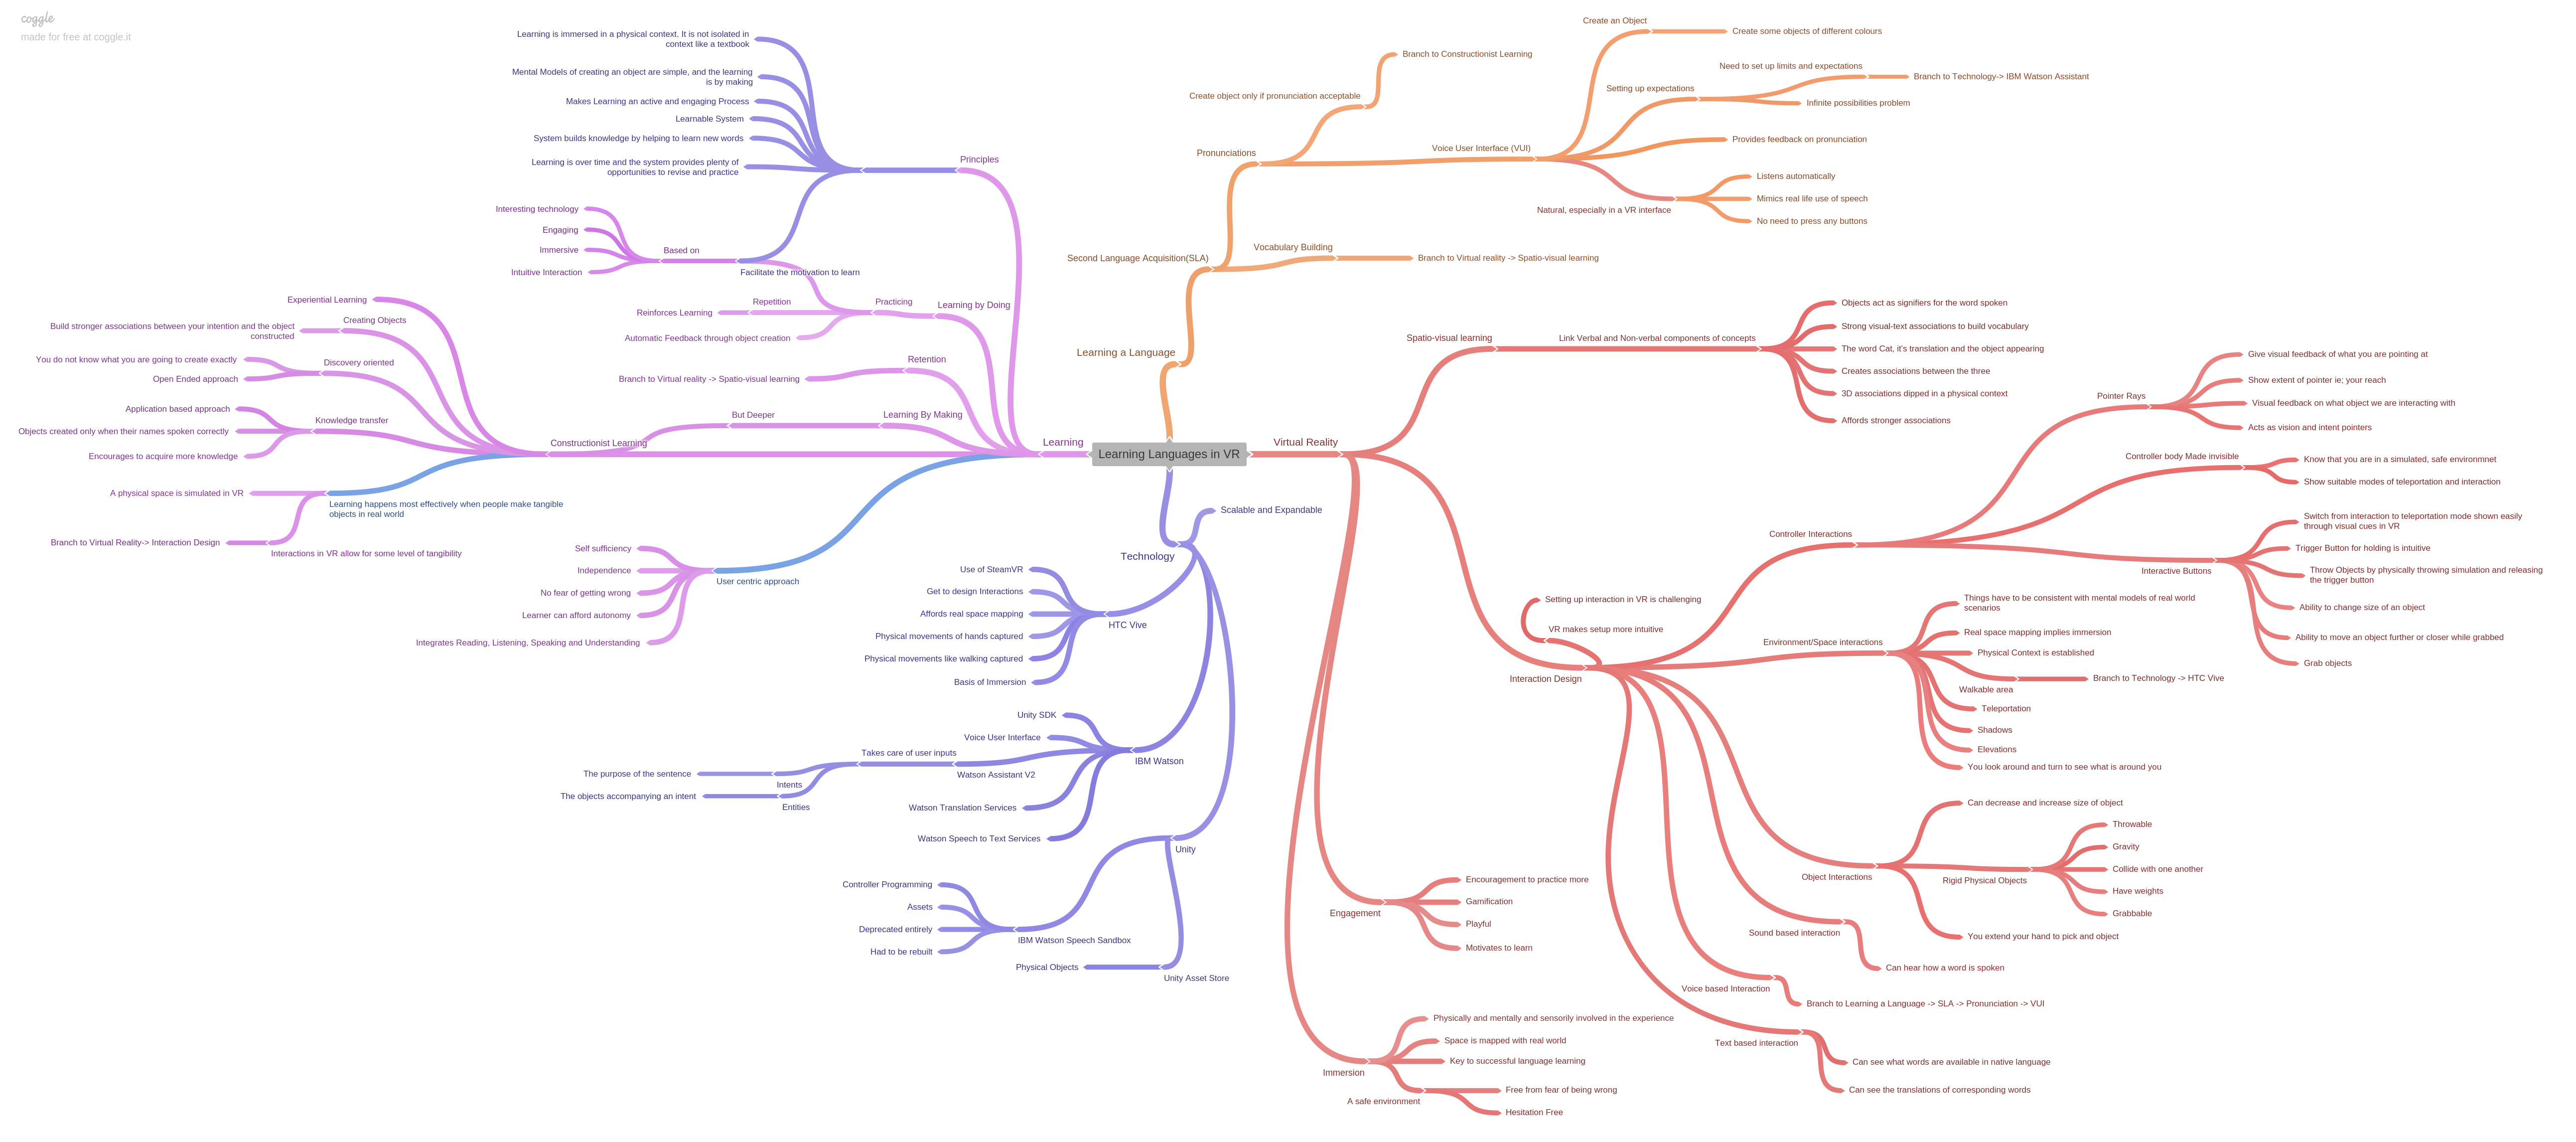 coggle
made for free at coggle.it
Learning Languages in VR
Learning
Principles
Learning is immersed in a physical context. It is not isolated in
context like a textbook
Mental Models of creating an object are simple, and the learning
is by making
Makes Learning an active and engaging Process
Learnable System
System builds knowledge by helping to learn new words
Learning is over time and the system provides plenty of
opportunities to revise and practice
Facilitate the motivation to learn
Based on
Interesting technology
Engaging
Immersive
Intuitive Interaction
Learning by Doing
Practicing
Repetition
Reinforces Learning
Automatic Feedback through object creation
Retention
Branch to Virtual reality -> Spatio-visual learning
Learning By Making
But Deeper
Constructionist Learning
Experiential Learning
Creating Objects
Build stronger associations between your intention and the object
constructed
Discovery oriented
You do not know what you are going to create exactly
Open Ended approach
Knowledge transfer
Application based approach
Objects created only when their names spoken correctly
Encourages to acquire more knowledge
Learning happens most effectively when people make tangible
objects in real world
A physical space is simulated in VR
Interactions in VR allow for some level of tangibility
Branch to Virtual Reality-> Interaction Design
User centric approach
Self sufficiency
Independence
No fear of getting wrong
Learner can afford autonomy
Integrates Reading, Listening, Speaking and Understanding
Learning a Language
Second Language Acquisition(SLA)
Pronunciations
Create object only if pronunciation acceptable
Branch to Constructionist Learning
Voice User Interface (VUI)
Create an Object
Create some objects of different colours
Setting up expectations
Need to set up limits and expectations
Branch to Technology-> IBM Watson Assistant
Infinite possibilities problem
Provides feedback on pronunciation
Natural, especially in a VR interface
Listens automatically
Mimics real life use of speech
No need to press any buttons
Vocabulary Building
Branch to Virtual reality -> Spatio-visual learning
Technology
Scalable and Expandable
HTC Vive
Use of SteamVR
Get to design Interactions
Affords real space mapping
Physical movements of hands captured
Physical movements like walking captured
Basis of Immersion
IBM Watson
Unity SDK
Voice User Interface
Watson Assistant V2
Takes care of user inputs
Intents
The purpose of the sentence
Entities
The objects accompanying an intent
Watson Translation Services
Watson Speech to Text Services
Unity
IBM Watson Speech Sandbox
Controller Programming
Assets
Deprecated entirely
Had to be rebuilt
Unity Asset Store
Physical Objects
Virtual Reality
Spatio-visual learning
Link Verbal and Non-verbal components of concepts
Objects act as signifiers for the word spoken
Strong visual-text associations to build vocabulary
The word Cat, it's translation and the object appearing
Creates associations between the three
3D associations dipped in a physical context
Affords stronger associations
Interaction Design
VR makes setup more intuitive
Setting up interaction in VR is challenging
Controller Interactions
Pointer Rays
Give visual feedback of what you are pointing at
Show extent of pointer ie; your reach
Visual feedback on what object we are interacting with
Acts as vision and intent pointers
Controller body Made invisible
Know that you are in a simulated, safe environmnet
Show suitable modes of teleportation and interaction
Interactive Buttons
Switch from interaction to teleportation mode shown easily
through visual cues in VR
Trigger Button for holding is intuitive
Throw Objects by physically throwing simulation and releasing
the trigger button
Ability to change size of an object
Ability to move an object further or closer while grabbed
Grab objects
Environment/Space interactions
Things have to be consistent with mental models of real world
scenarios
Real space mapping implies immersion
Physical Context is established
Walkable area
Branch to Technology -> HTC Vive
Teleportation
Shadows
Elevations
You look around and turn to see what is around you
Object Interactions
Can decrease and increase size of object
Rigid Physical Objects
Throwable
Gravity
Collide with one another
Have weights
Grabbable
You extend your hand to pick and object
Sound based interaction
Can hear how a word is spoken
Voice based Interaction
Branch to Learning a Language -> SLA -> Pronunciation -> VUI
Text based interaction
Can see what words are available in native language
Can see the translations of corresponding words
Engagement
Encouragement to practice more
Gamification
Playful
Motivates to learn
Immersion
Physically and mentally and sensorily involved in the experience
Space is mapped with real world
Key to successful language learning
A safe environment
Free from fear of being wrong
Hesitation Free